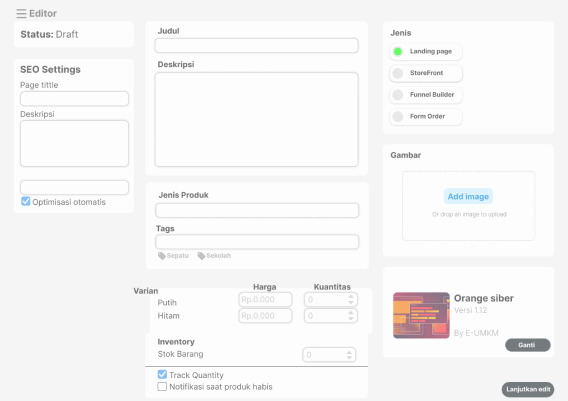 Editor
Status: Draft
SEO Settings
Page tittle
Deskripsi
Optimisasi otomatis
Judul
Deskripsi
Jenis Produk
Tags
Sepatu Sekolah
Varian Harga Kuantitas
Putih Rp.0.000 0
Hitam Rp.0.000 0
Inventory
Stok Barang 0
Track Quantity
Notifikasi saat produk habis
Jenis
Landing page
StoreFront
Funnel Builder
Form Order
Gambar
Add image
Or drop an image to upload
Orange siber
Versi 1.12
By E-UMKM
Ganti
Lanjutkan edit